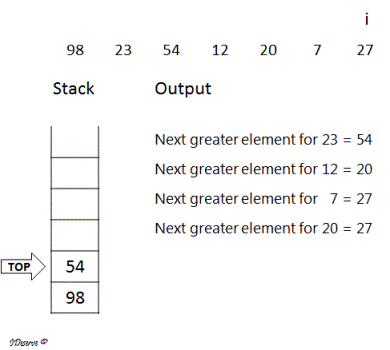 i
98 23 54 12 20 7 27
Stack Output
Next greater element for 23 = 54
Next greater element for 12 = 20
Next greater element for 7 = 27
Next greater element for 20 = 27
TOP 54
98
IDeserve ©